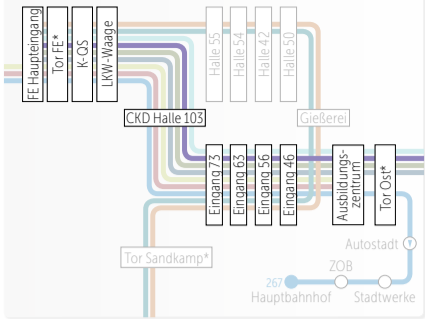 FE Haupteingang
Tor FE*
K-QS
LKW-Waage
Halle 55
Halle 54
Halle 42
Halle 50
CKD Halle 103
Gießerei
Eingang 73
Eingang 63
Eingang 56
Eingang 46
Ausbildungs-
zentrum
Tor Ost*
Autostadt
Tor Sandkamp*
ZOB
267
Hauptbahnhof
Stadtwerke